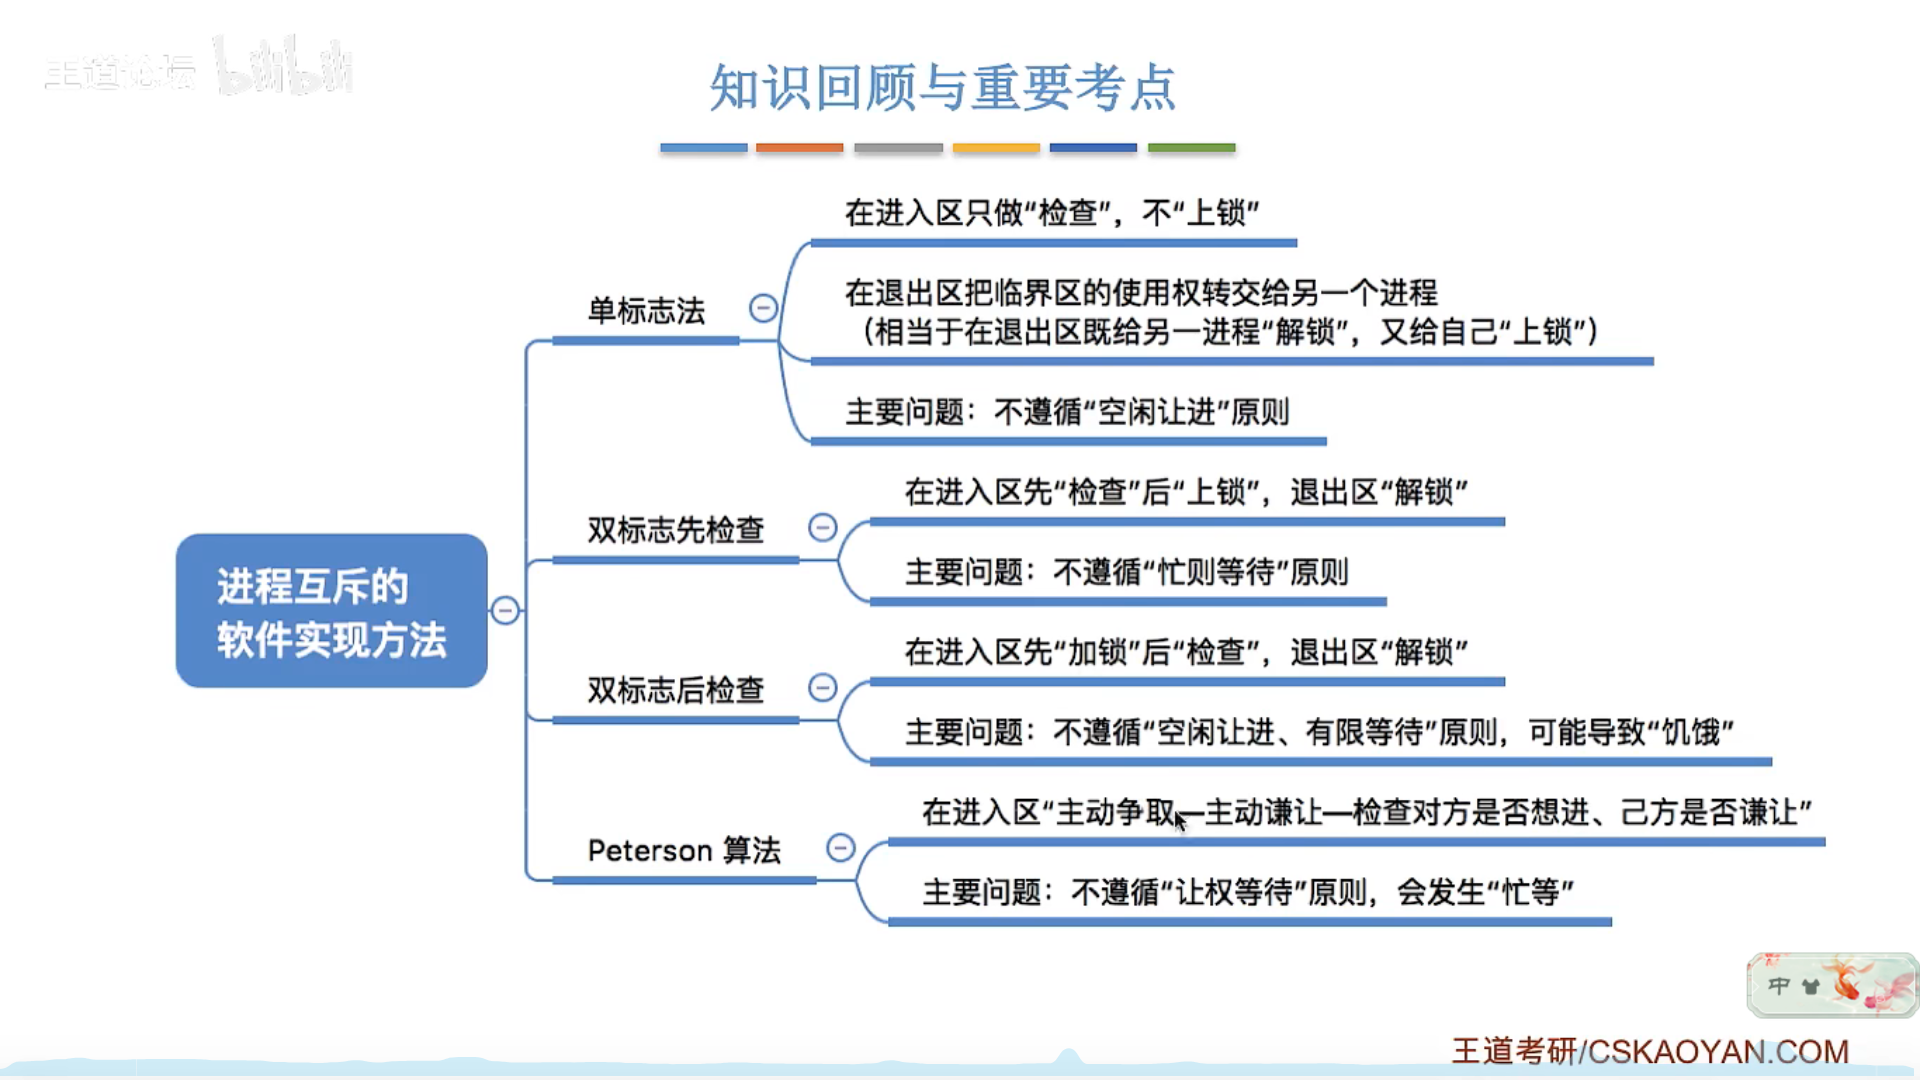 王道论坛 bilibili
知识回顾与重要考点
在进入区只做“检查”，不“上锁”
单标志法
在退出区把临界区的使用权转交给另一个进程
（相当于在退出区既给另一进程“解锁”，又给自己“上锁”）
主要问题：不遵循“空闲让进”原则
在进入区先“检查”后“上锁”，退出区“解锁”
双标志先检查
主要问题：不遵循“忙则等待”原则
进程互斥的
软件实现方法
在进入区先“加锁”后“检查”，退出区“解锁”
双标志后检查
主要问题：不遵循“空闲让进、有限等待”原则，可能导致“饥饿”
在进入区“主动争取—主动谦让—检查对方是否想进、己方是否谦让”
Peterson 算法
主要问题：不遵循“让权等待”原则，会发生“忙等”
中
王道考研/CSKAOYAN.COM